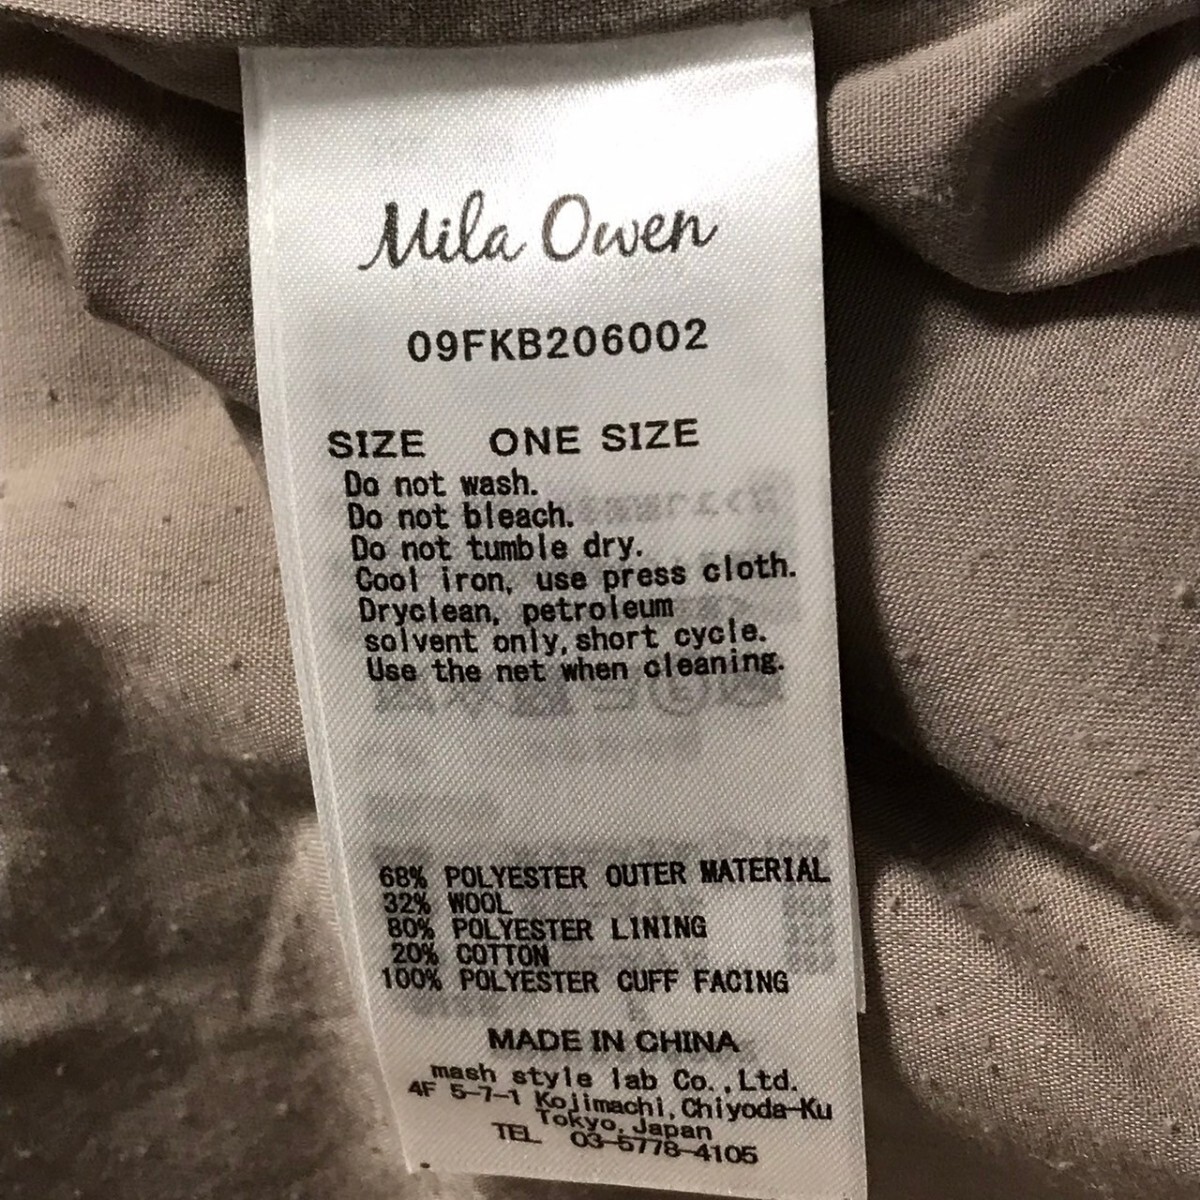 Mila Owen
09FKB206002
SIZE ONE SIZE
Do not wash.
Do not bleach.
Do not tumble dry.
Cool iron, use press cloth.
Dryclean, petroleum
solvent only, short cycle.
Use the net when cleaning.
68% POLYESTER OUTER MATERIAL
32% WOOL
80% POLYESTER LINING
20% COTTON
100% POLYESTER CUFF FACING
MADE IN CHINA
mash style lab Co., Ltd.
4F 5-7-1 Kojimachi, Chiyoda-Ku
Tokyo, Japan
TEL 03-5778-4105